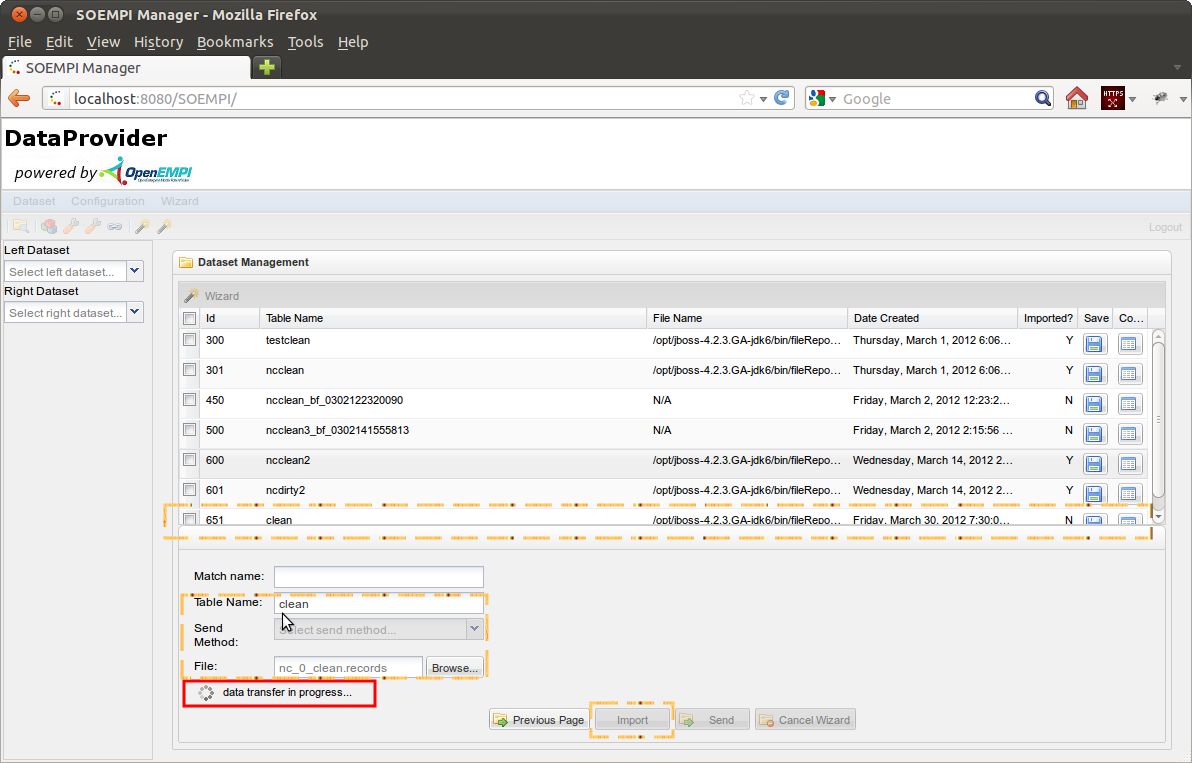 SOEMPI Manager - Mozilla Firefox
File Edit View History Bookmarks Tools Help
SOEMPI Manager
localhost:8080/SOEMPI/
Google
HTTPS
DataProvider
powered by OpenEMPI
Dataset Configuration Wizard
Logout
Left Dataset
Select left dataset...
Right Dataset
Select right dataset...
Dataset Management
Wizard
Id Table Name File Name Date Created Imported? Save Co...
300 testclean /opt/jboss-4.2.3.GA-jdk6/bin/fileRepo... Thursday, March 1, 2012 6:06... Y
301 ncclean /opt/jboss-4.2.3.GA-jdk6/bin/fileRepo... Thursday, March 1, 2012 6:06... Y
450 ncclean_bf_0302122320090 N/A Friday, March 2, 2012 12:23:2... N
500 ncclean3_bf_0302141555813 N/A Friday, March 2, 2012 2:15:56 ... N
600 ncclean2 /opt/jboss-4.2.3.GA-jdk6/bin/fileRepo... Wednesday, March 14, 2012 2... Y
601 ncdirty2 /opt/jboss-4.2.3.GA-jdk6/bin/fileRepo... Wednesday, March 14, 2012 2... Y
651 clean /opt/jboss-4.2.3.GA-jdk6/bin/fileRepo... Friday, March 30, 2012 7:30:0... N
Match name:
Table Name: clean
Send Method: Select send method...
File: nc_0_clean.records Browse...
data transfer in progress...
Previous Page Import Send Cancel Wizard